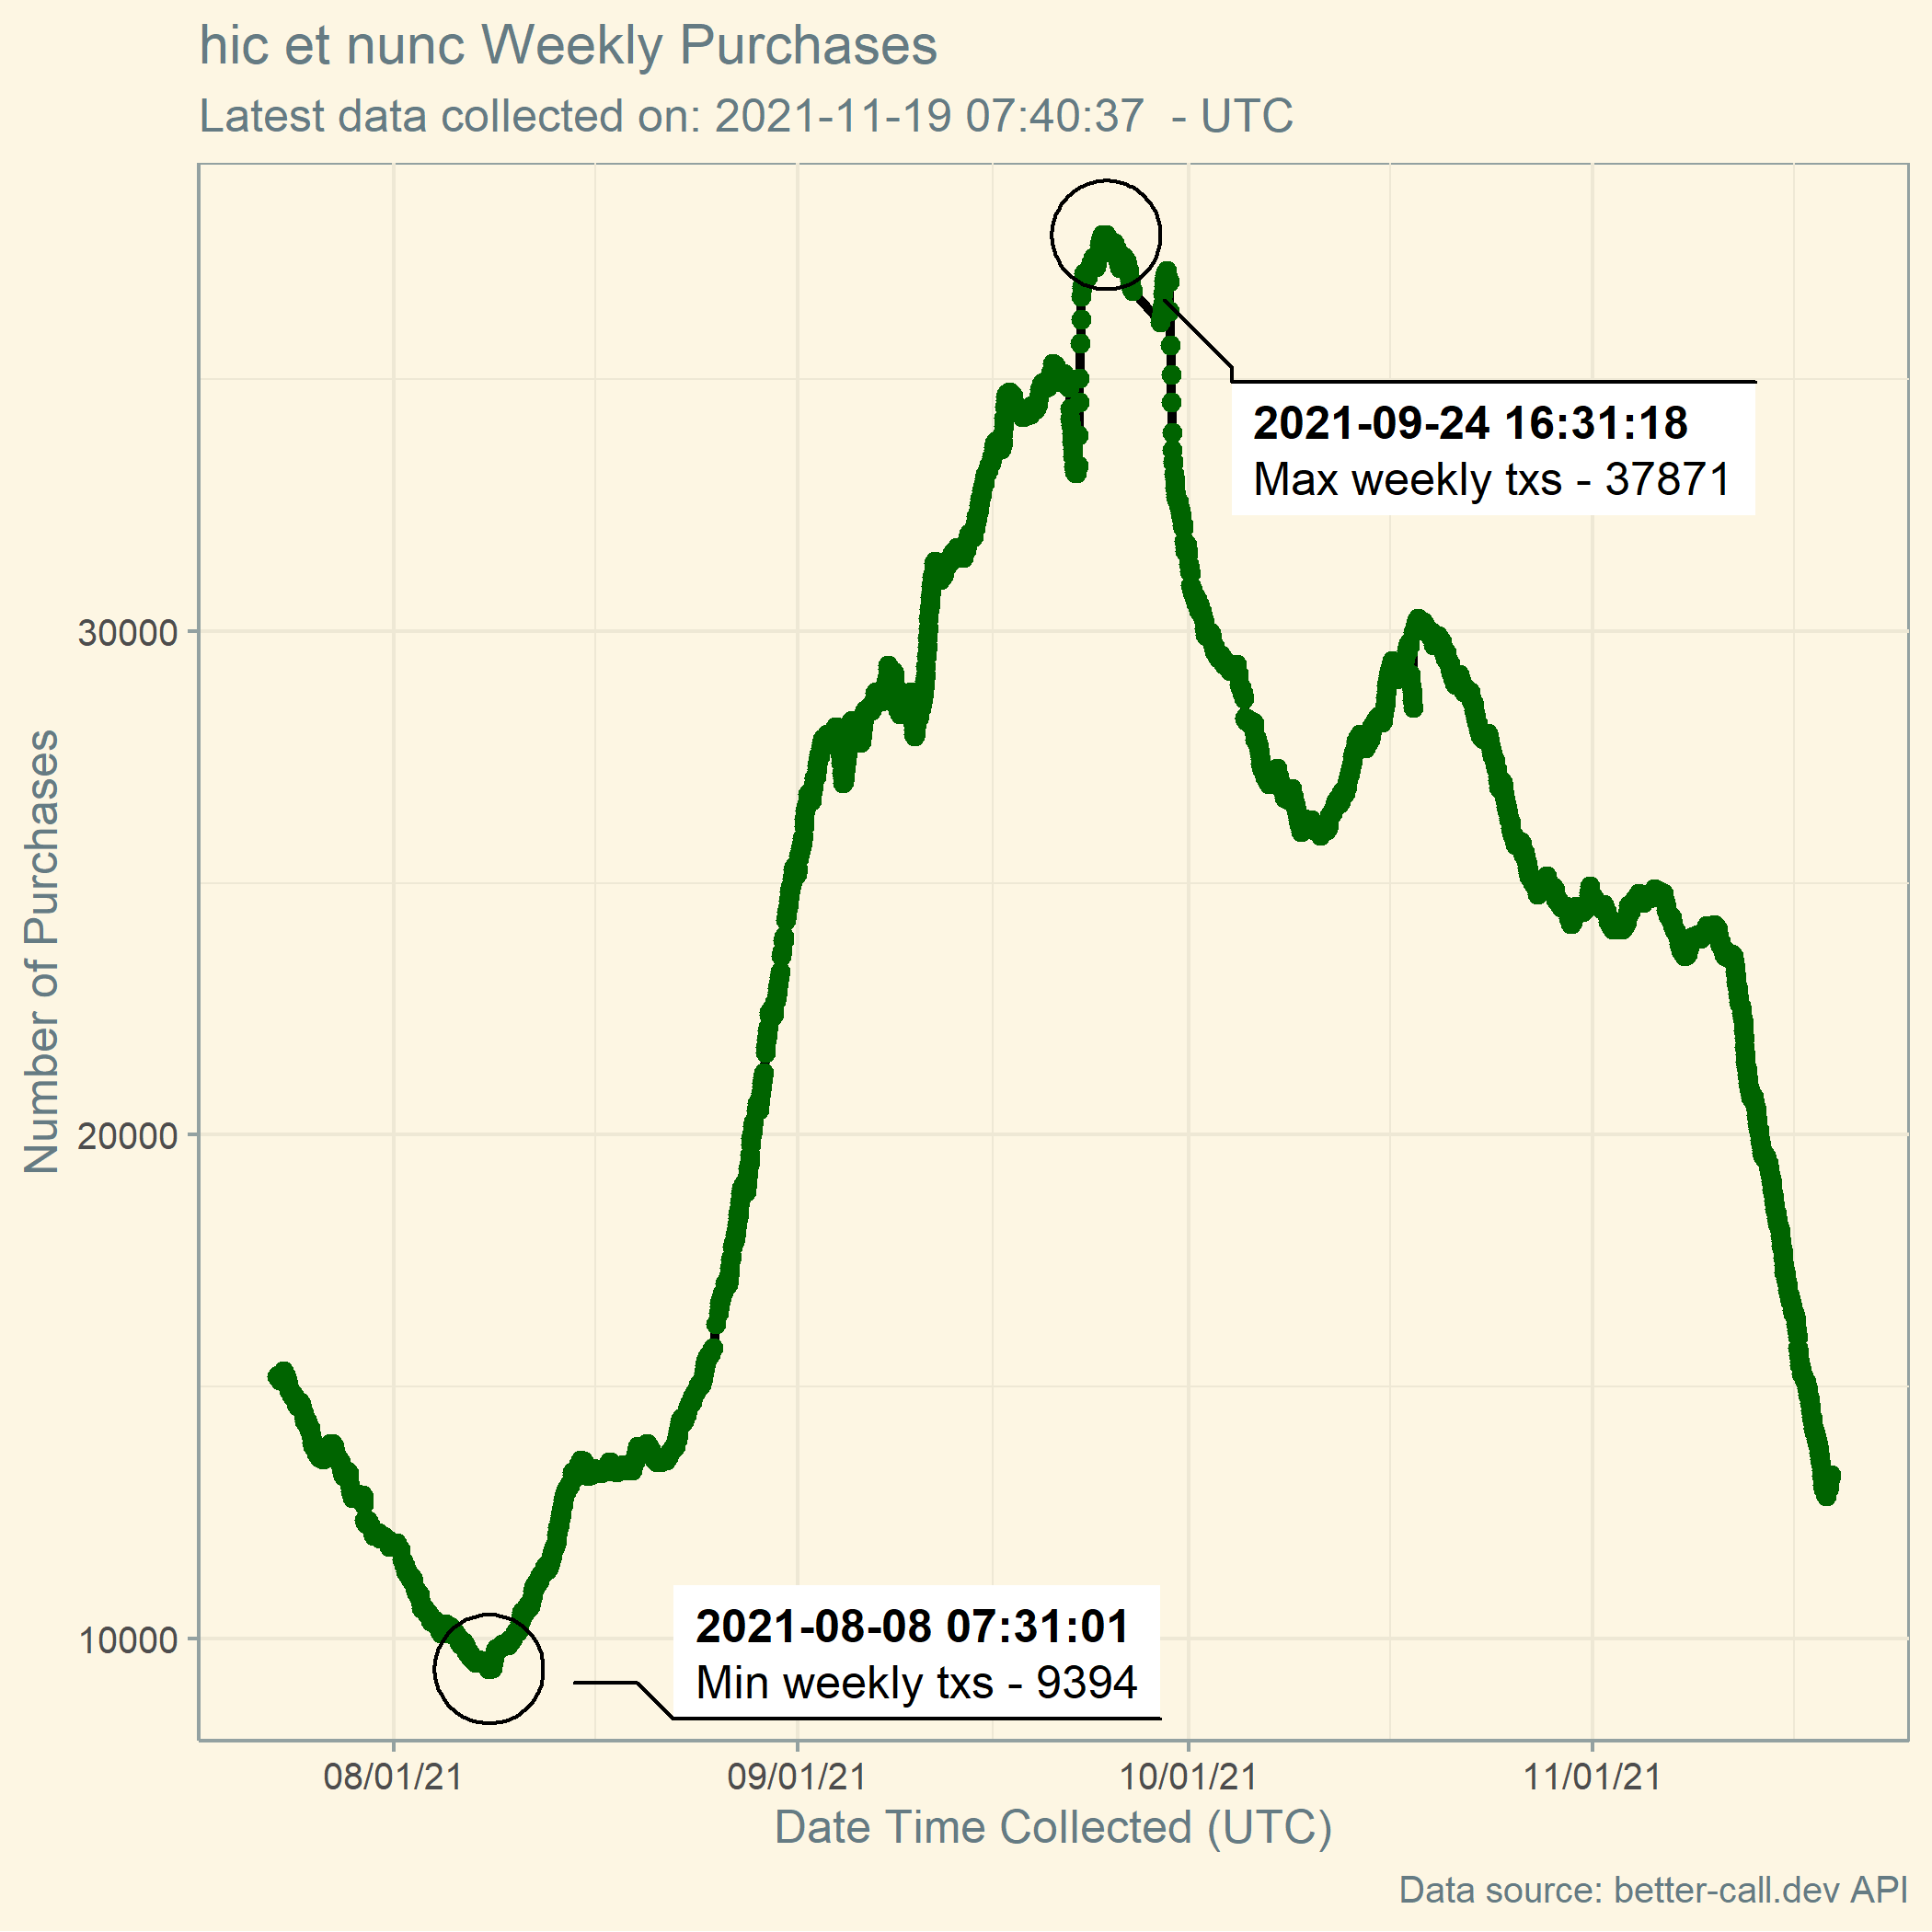 hic et nunc Weekly Purchases
Latest data collected on: 2021-11-19 07:40:37  - UTC
2021-09-24 16:31:18
Max weekly txs - 37871
30000
20000
10000
Number of Purchases
2021-08-08 07:31:01
Min weekly txs - 9394
08/01/21 09/01/21 10/01/21 11/01/21
Date Time Collected (UTC)
Data source: better-call.dev API